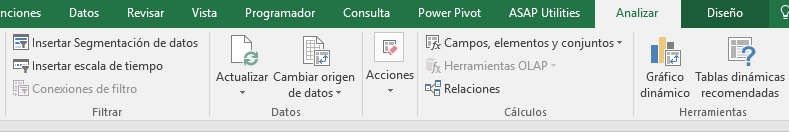 nciones Datos Revisar Vista Programador Consulta Power Pivot ASAP Utilities Analizar Diseño
Insertar Segmentación de datos
Insertar escala de tiempo
Conexiones de filtro
Filtrar
Actualizar
Cambiar origen
de datos
Datos
Acciones
Campos, elementos y conjuntos
Herramientas OLAP
Relaciones
Cálculos
Gráfico
dinámico
Tablas dinámicas
recomendadas
Herramientas